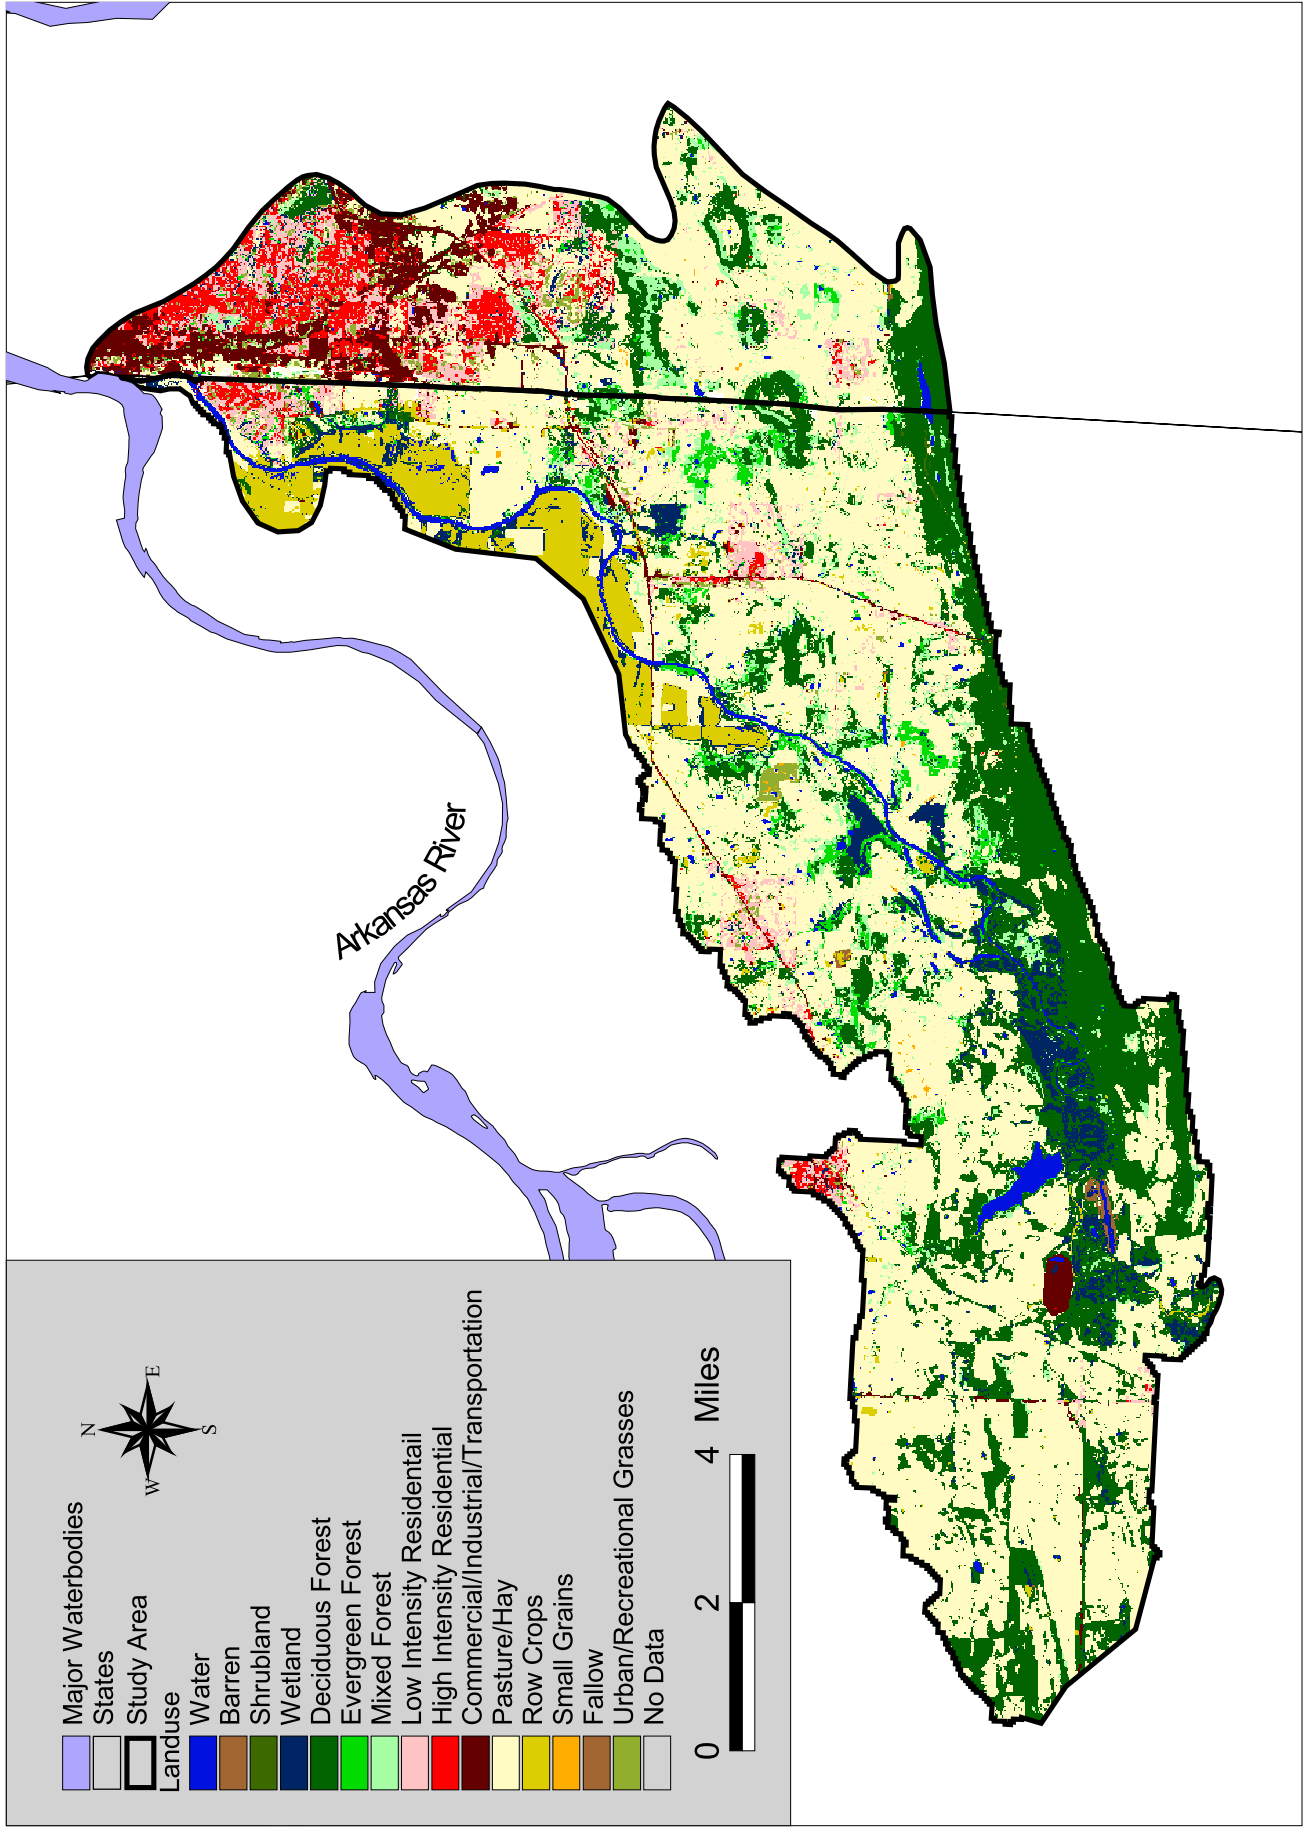 Arkansas River
N
W
E
S
Major Waterbodies
States
Study Area
Landuse
Water
Barren
Shrubland
Wetland
Deciduous Forest
Evergreen Forest
Mixed Forest
Low Intensity Residentail
High Intensity Residential
Commercial/Industrial/Transportation
Pasture/Hay
Row Crops
Small Grains
Fallow
Urban/Recreational Grasses
No Data
0 2 4 Miles